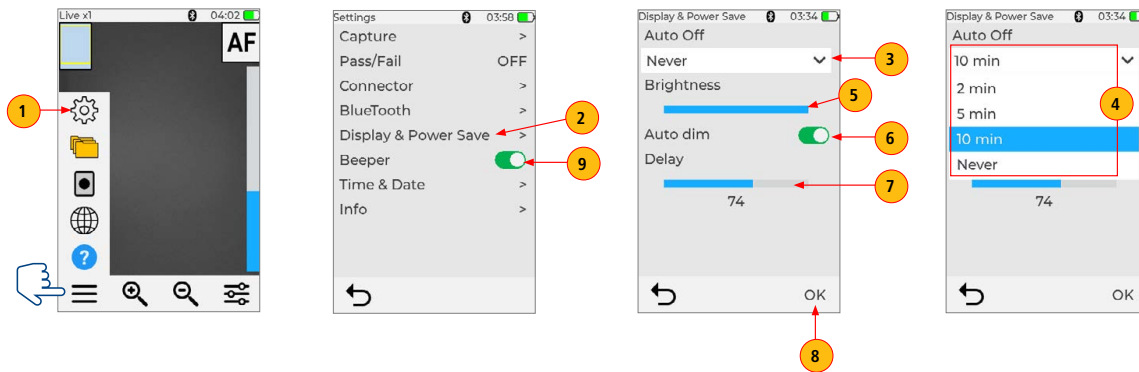 Live x1 04:02
AF
1
?
Settings 03:58
Capture >
Pass/Fail OFF
Connector >
BlueTooth >
Display & Power Save >
2
Beeper
9
Time & Date >
Info >
Display & Power Save 03:34
Auto Off
Never
3
Brightness
5
Auto dim
6
Delay
7
74
OK
8
Display & Power Save 03:34
Auto Off
10 min
2 min
4
5 min
10 min
Never
74
OK